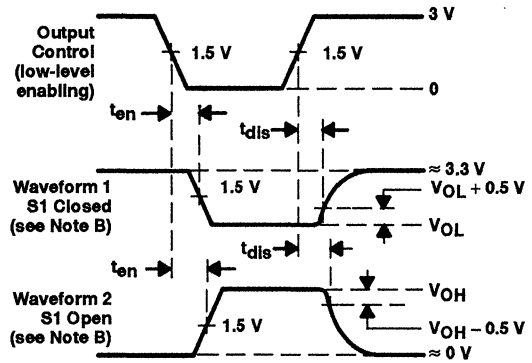 Output
Control
(low-level
enabling)
3 V
1.5 V
1.5 V
0
ten
tdis
Waveform 1
S1 Closed
(see Note B)
≈ 3.3 V
1.5 V
VOL + 0.5 V
VOL
ten
tdis
Waveform 2
S1 Open
(see Note B)
VOH
1.5 V
VOH – 0.5 V
≈ 0 V